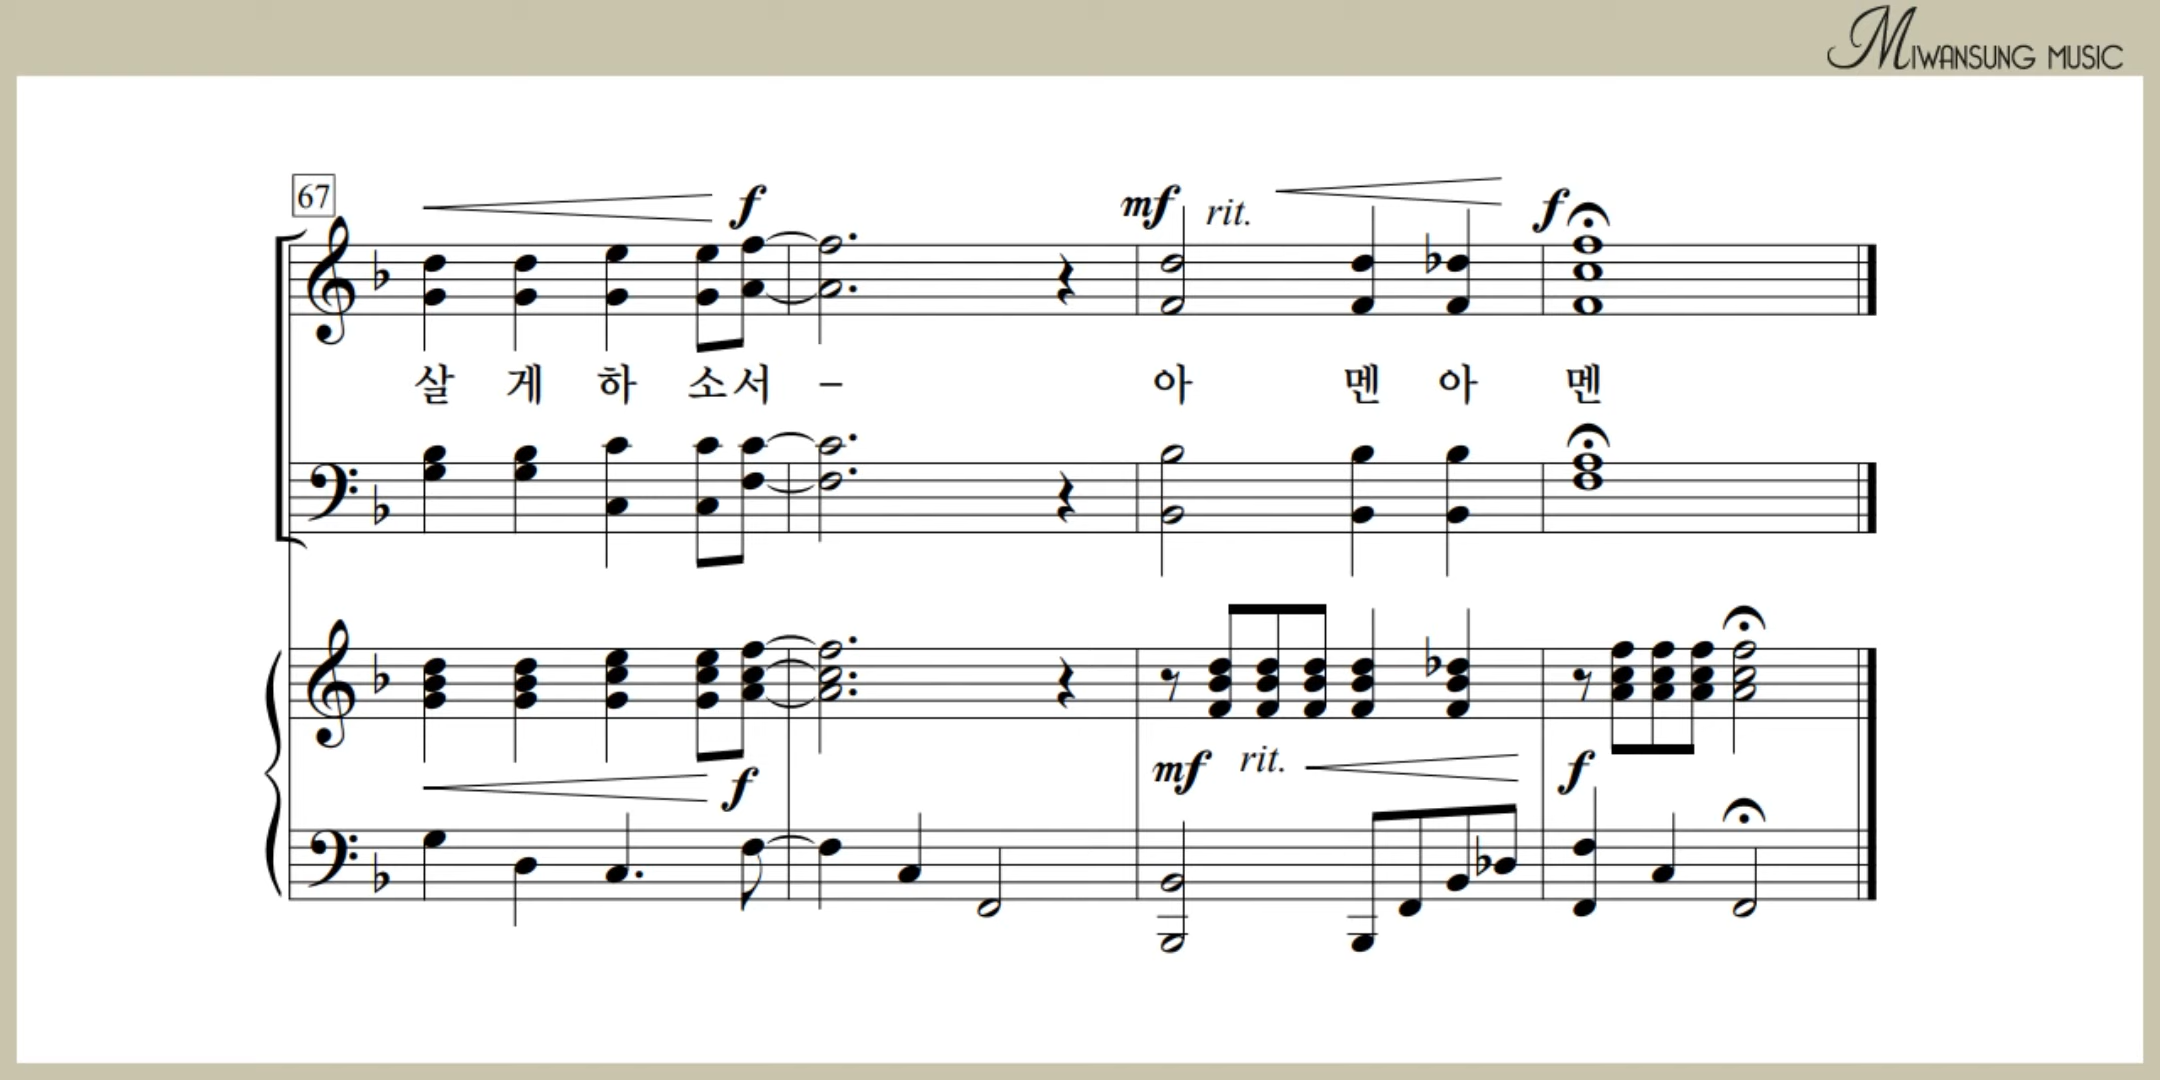 MIWANSUNG MUSIC
67
f mf rit. f
살 게 하 소 서 – 아 멘 아 멘
mf rit. f
f